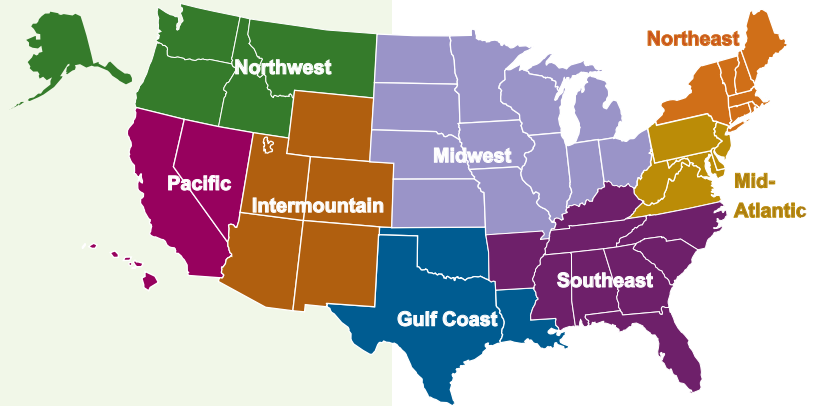 Northeast
Northwest
Midwest
Pacific
Mid-
Atlantic
Intermountain
Southeast
Gulf Coast